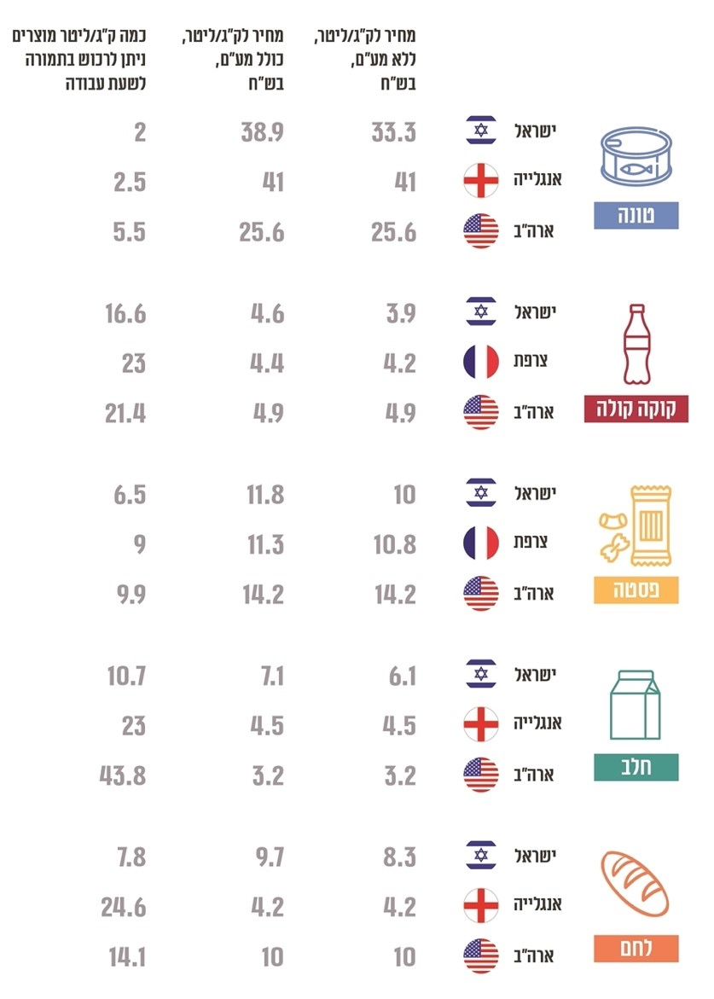 מחיר לק"ג/ליטר,
ללא מע"מ,
בש"ח
מחיר לק"ג/ליטר,
כולל מע"מ,
בש"ח
כמה ק"ג/ליטר מוצרים
ניתן לרכוש בתמורה
לשעת עבודה
טונה
ישראל 33.3 38.9 2
אנגלייה 41 41 2.5
ארה"ב 25.6 25.6 5.5
קוקה קולה
ישראל 3.9 4.6 16.6
צרפת 4.2 4.4 23
ארה"ב 4.9 4.9 21.4
פסטה
ישראל 10 11.8 6.5
צרפת 10.8 11.3 9
ארה"ב 14.2 14.2 9.9
חלב
ישראל 6.1 7.1 10.7
אנגלייה 4.5 4.5 23
ארה"ב 3.2 3.2 43.8
לחם
ישראל 8.3 9.7 7.8
אנגלייה 4.2 4.2 24.6
ארה"ב 10 10 14.1